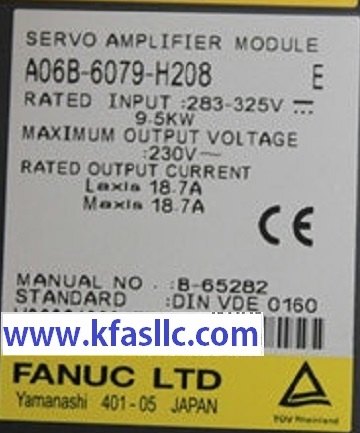 SERVO AMPLIFIER MODULE
A06B-6079-H208 E
RATED INPUT :283-325V ⎓
9.5KW
MAXIMUM OUTPUT VOLTAGE
:230V~
RATED OUTPUT CURRENT
Laxis 18.7A
Maxis 18.7A
CE
MANUAL NO. :B-65282
STANDARD :DIN VDE 0160
www.kfasllc.com
FANUC LTD
Yamanashi 401-05 JAPAN
TÜV Rheinland